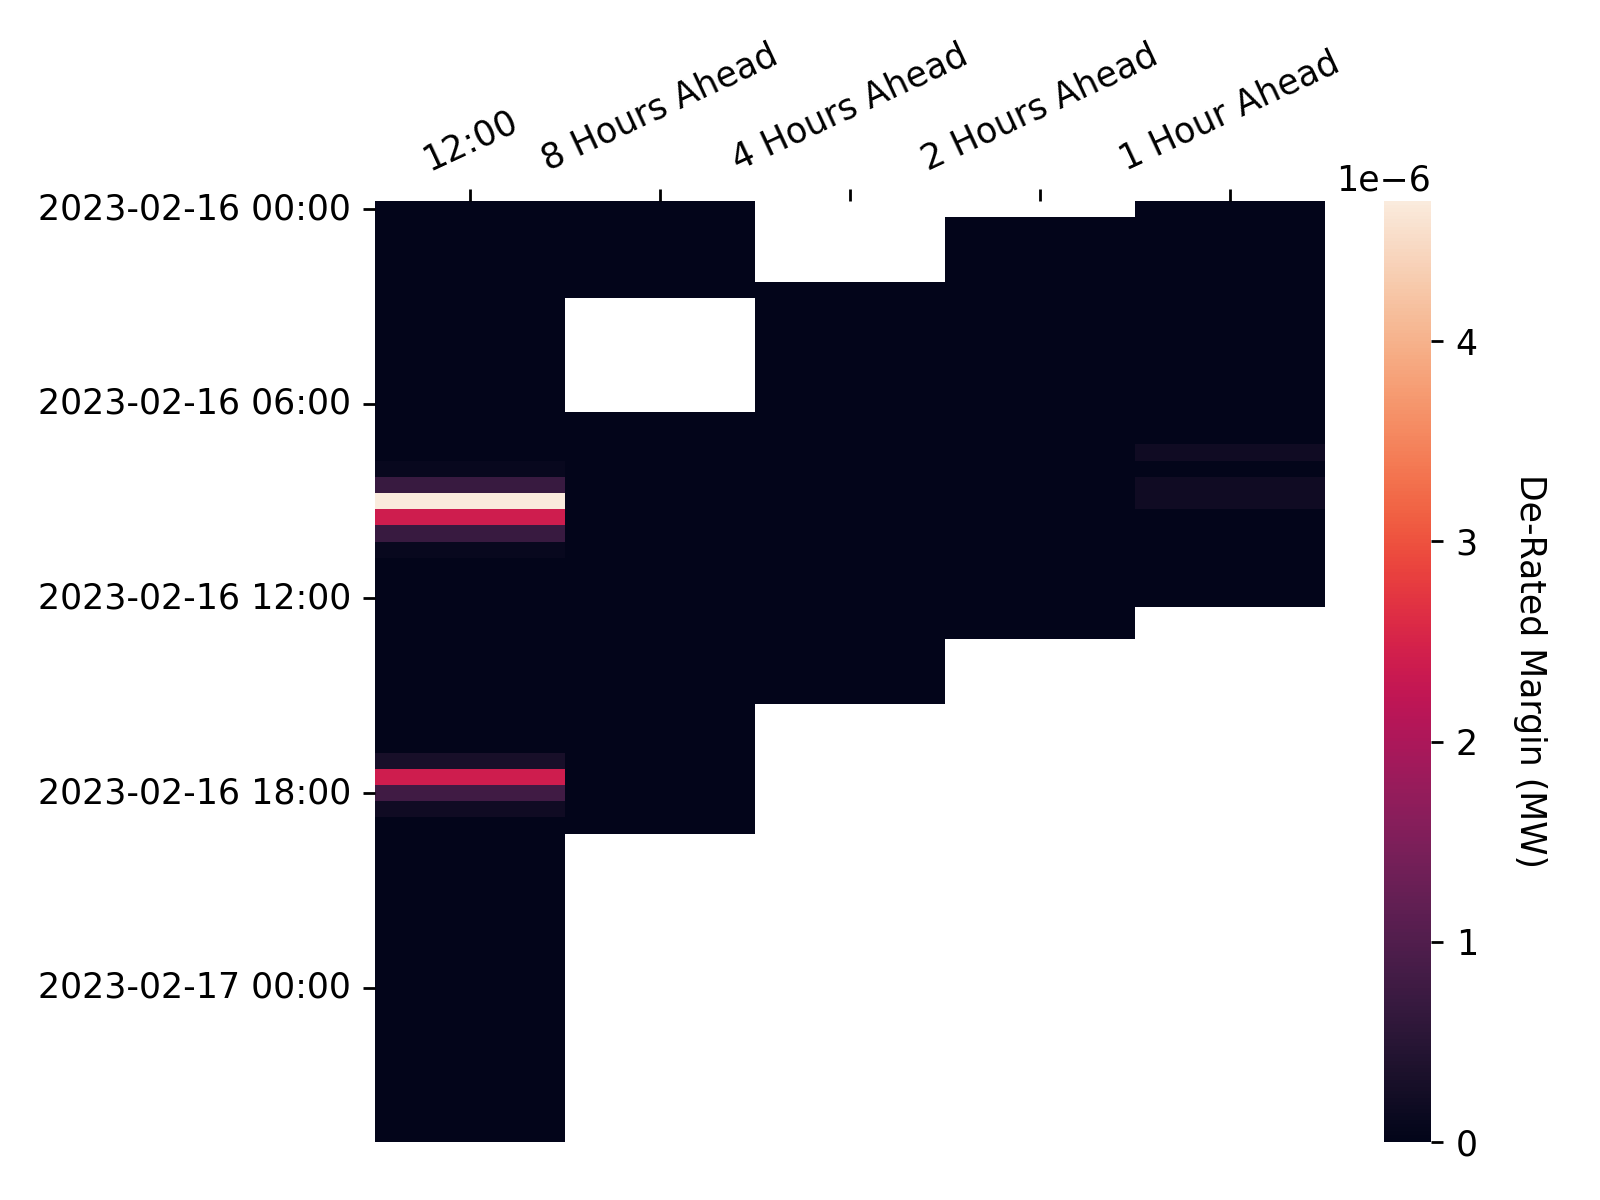 12:00
8 Hours Ahead
4 Hours Ahead
2 Hours Ahead
1 Hour Ahead
1e−6
2023-02-16 00:00
2023-02-16 06:00
2023-02-16 12:00
2023-02-16 18:00
2023-02-17 00:00
4
3
2
1
0
De-Rated Margin (MW)